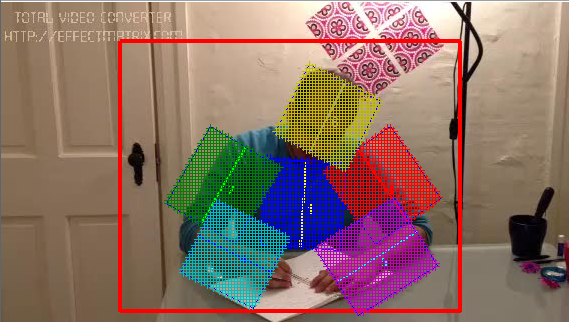 TOTAL VIDEO CONVERTER
HTTP://EFFECTMATRIX.COM